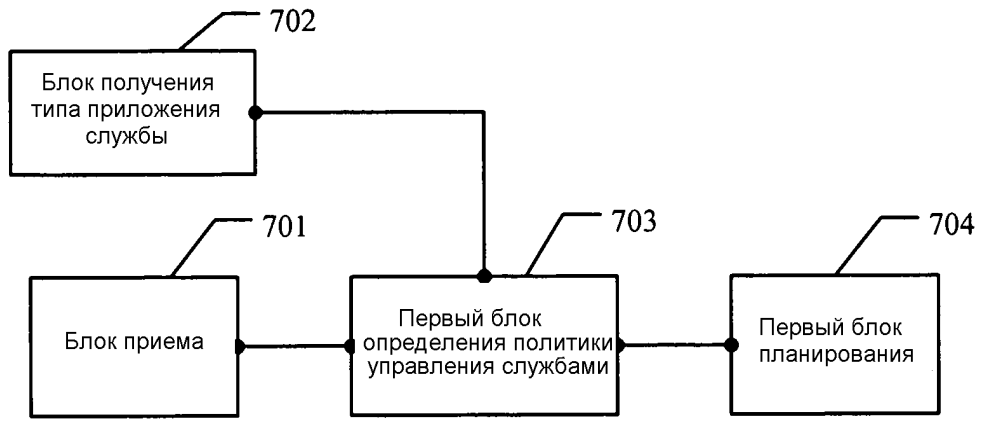 702
Блок получения
типа приложения
службы
701
Блок приема
703
Первый блок
определения политики
управления службами
704
Первый блок
планирования